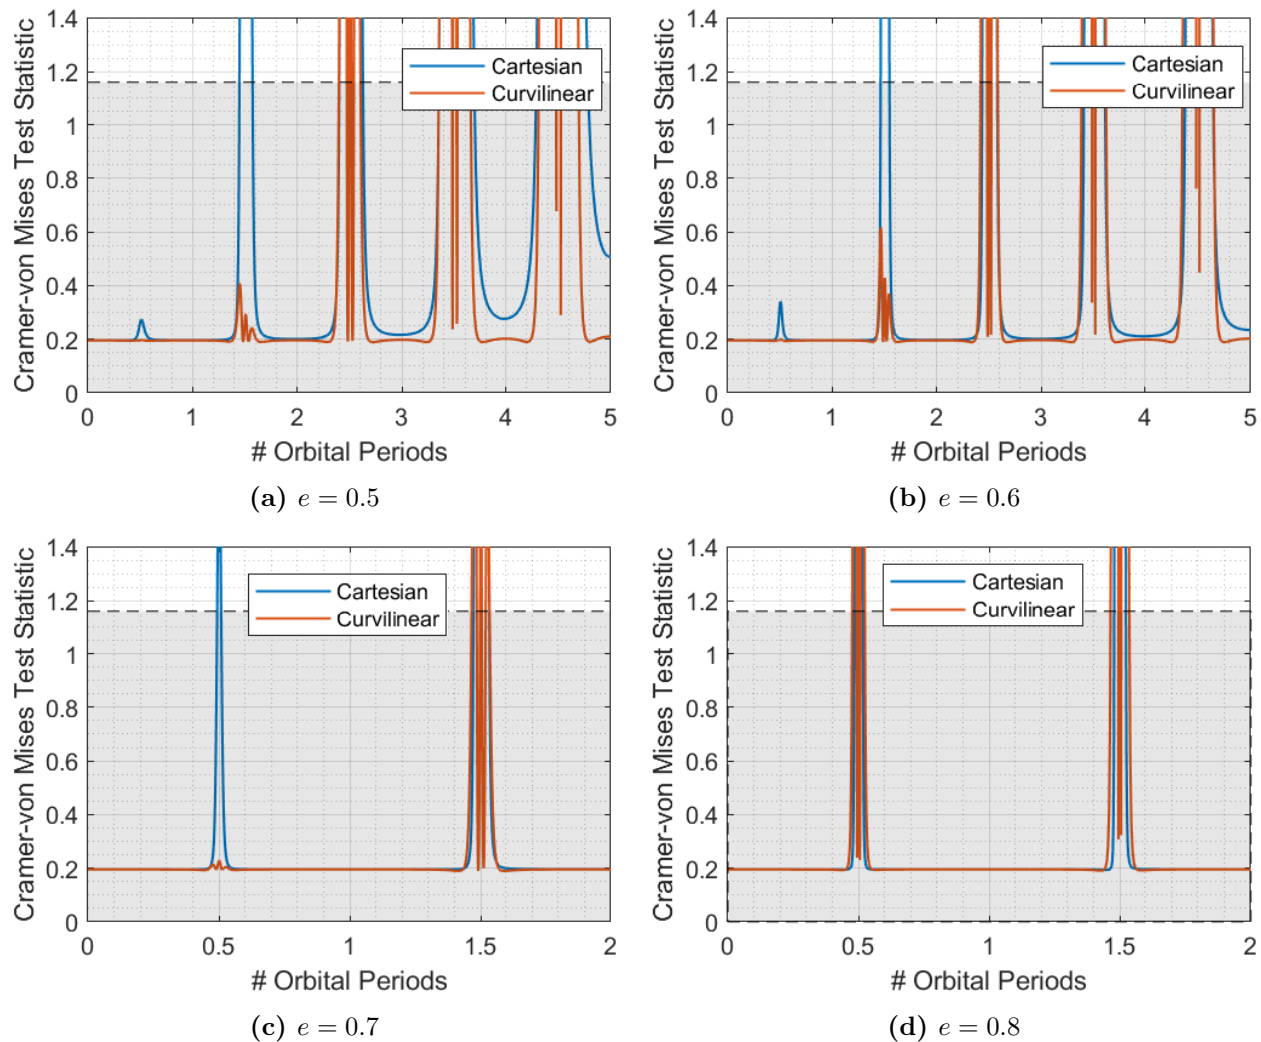 Cramer-von Mises Test Statistic
1.4
1.2
1
0.8
0.6
0.4
0.2
0
Cartesian
Curvilinear
0 1 2 3 4 5
# Orbital Periods
(a) e = 0.5
Cramer-von Mises Test Statistic
1.4
1.2
1
0.8
0.6
0.4
0.2
0
Cartesian
Curvilinear
0 1 2 3 4 5
# Orbital Periods
(b) e = 0.6
Cramer-von Mises Test Statistic
1.4
1.2
1
0.8
0.6
0.4
0.2
0
Cartesian
Curvilinear
0 0.5 1 1.5 2
# Orbital Periods
(c) e = 0.7
Cramer-von Mises Test Statistic
1.4
1.2
1
0.8
0.6
0.4
0.2
0
Cartesian
Curvilinear
0 0.5 1 1.5 2
# Orbital Periods
(d) e = 0.8